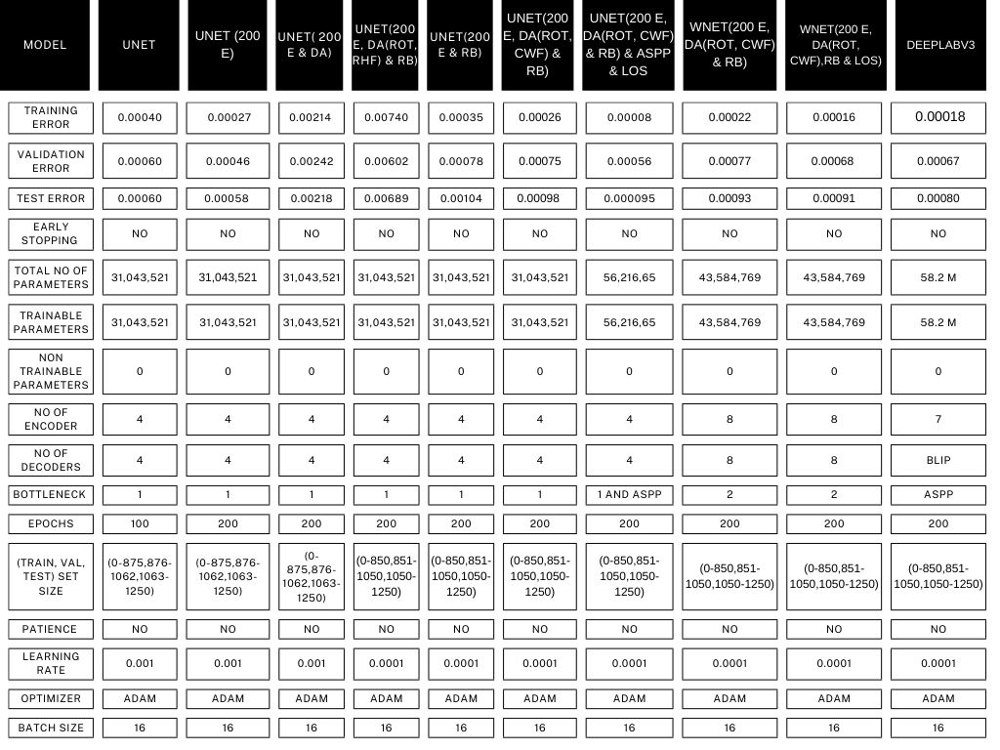 MODEL
UNET
UNET (200
E)
UNET( 200
E & DA)
UNET(200
E, DA(ROT,
RHF) & RB)
UNET(200
E & RB)
UNET(200
E, DA(ROT,
CWF) &
RB)
UNET(200 E,
DA(ROT, CWF)
& RB) & ASPP
& LOS
WNET(200 E,
DA(ROT, CWF)
& RB)
WNET(200 E,
DA(ROT,
CWF),RB & LOS)
DEEPLABV3
TRAINING
ERROR
0.00040
0.00027
0.00214
0.00740
0.00035
0.00026
0.00008
0.00022
0.00016
0.00018
VALIDATION
ERROR
0.00060
0.00046
0.00242
0.00602
0.00078
0.00075
0.00056
0.00077
0.00068
0.00067
TEST ERROR
0.00060
0.00058
0.00218
0.00689
0.00104
0.00098
0.000095
0.00093
0.00091
0.00080
EARLY
STOPPING
NO
NO
NO
NO
NO
NO
NO
NO
NO
NO
TOTAL NO OF
PARAMETERS
31,043,521
31,043,521
31,043,521
31,043,521
31,043,521
31,043,521
56,216,65
43,584,769
43,584,769
58.2 M
TRAINABLE
PARAMETERS
31,043,521
31,043,521
31,043,521
31,043,521
31,043,521
31,043,521
56,216,65
43,584,769
43,584,769
58.2 M
NON
TRAINABLE
PARAMETERS
0
0
0
0
0
0
0
0
0
0
NO OF
ENCODER
4
4
4
4
4
4
4
8
8
7
NO OF
DECODERS
4
4
4
4
4
4
4
8
8
BLIP
BOTTLENECK
1
1
1
1
1
1
1 AND ASPP
2
2
ASPP
EPOCHS
100
200
200
200
200
200
200
200
200
200
(TRAIN, VAL,
TEST) SET
SIZE
(0-875,876-
1062,1063-
1250)
(0-875,876-
1062,1063-
1250)
(0-
875,876-
1062,1063-
1250)
(0-850,851-
1050,1050-
1250)
(0-850,851-
1050,1050-
1250)
(0-850,851-
1050,1050-
1250)
(0-850,851-
1050,1050-
1250)
(0-850,851-
1050,1050-1250)
(0-850,851-
1050,1050-1250)
(0-850,851-
1050,1050-1250)
PATIENCE
NO
NO
NO
NO
NO
NO
NO
NO
NO
NO
LEARNING
RATE
0.001
0.001
0.001
0.0001
0.0001
0.0001
0.0001
0.0001
0.0001
0.0001
OPTIMIZER
ADAM
ADAM
ADAM
ADAM
ADAM
ADAM
ADAM
ADAM
ADAM
ADAM
BATCH SIZE
16
16
16
16
16
16
16
16
16
16